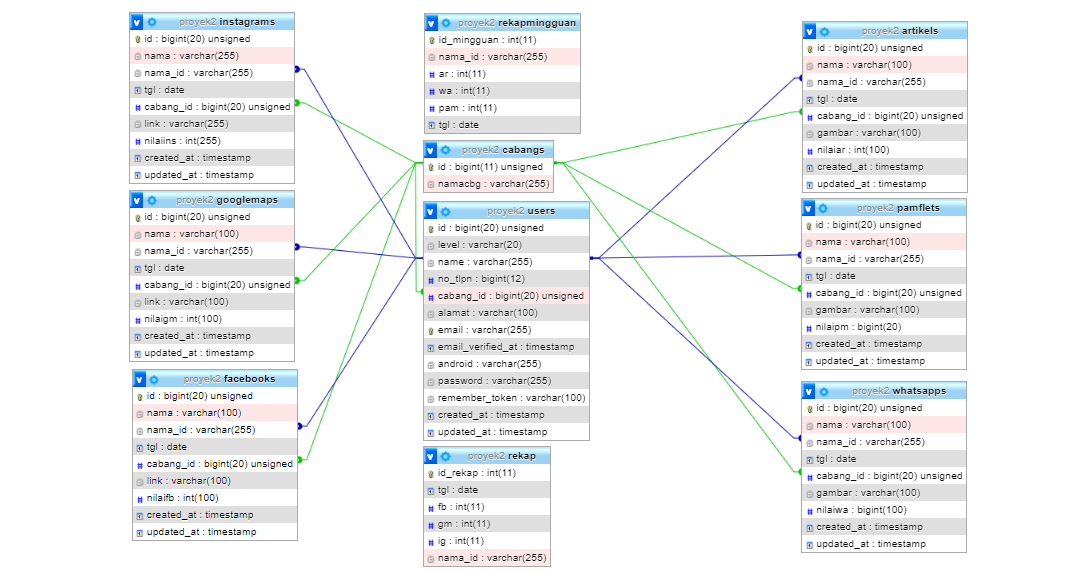 proyek2 instagrams
id : bigint(20) unsigned
nama : varchar(255)
nama_id : varchar(255)
tgl : date
cabang_id : bigint(20) unsigned
link : varchar(255)
nilaiins : int(255)
created_at : timestamp
updated_at : timestamp
proyek2 googlemaps
id : bigint(20) unsigned
nama : varchar(100)
nama_id : varchar(255)
tgl : date
cabang_id : bigint(20) unsigned
link : varchar(100)
nilaigm : int(100)
created_at : timestamp
updated_at : timestamp
proyek2 facebooks
id : bigint(20) unsigned
nama : varchar(100)
nama_id : varchar(255)
tgl : date
cabang_id : bigint(20) unsigned
link : varchar(100)
nilaifb : int(100)
created_at : timestamp
updated_at : timestamp
proyek2 rekapmingguan
id_mingguan : int(11)
nama_id : varchar(255)
ar : int(11)
wa : int(11)
pam : int(11)
tgl : date
proyek2 cabangs
id : bigint(11) unsigned
namacbg : varchar(255)
proyek2 users
id : bigint(20) unsigned
level : varchar(20)
name : varchar(255)
no_tlpn : bigint(12)
cabang_id : bigint(20) unsigned
alamat : varchar(100)
email : varchar(255)
email_verified_at : timestamp
android : varchar(255)
password : varchar(255)
remember_token : varchar(100)
created_at : timestamp
updated_at : timestamp
proyek2 rekap
id_rekap : int(11)
tgl : date
fb : int(11)
gm : int(11)
ig : int(11)
nama_id : varchar(255)
proyek2 artikels
id : bigint(20) unsigned
nama : varchar(100)
nama_id : varchar(255)
tgl : date
cabang_id : bigint(20) unsigned
gambar : varchar(100)
nilaiar : int(100)
created_at : timestamp
updated_at : timestamp
proyek2 pamflets
id : bigint(20) unsigned
nama : varchar(100)
nama_id : varchar(255)
tgl : date
cabang_id : bigint(20) unsigned
gambar : varchar(100)
nilaipm : bigint(20)
created_at : timestamp
updated_at : timestamp
proyek2 whatsapps
id : bigint(20) unsigned
nama : varchar(100)
nama_id : varchar(255)
tgl : date
cabang_id : bigint(20) unsigned
gambar : varchar(100)
nilaiwa : bigint(100)
created_at : timestamp
updated_at : timestamp